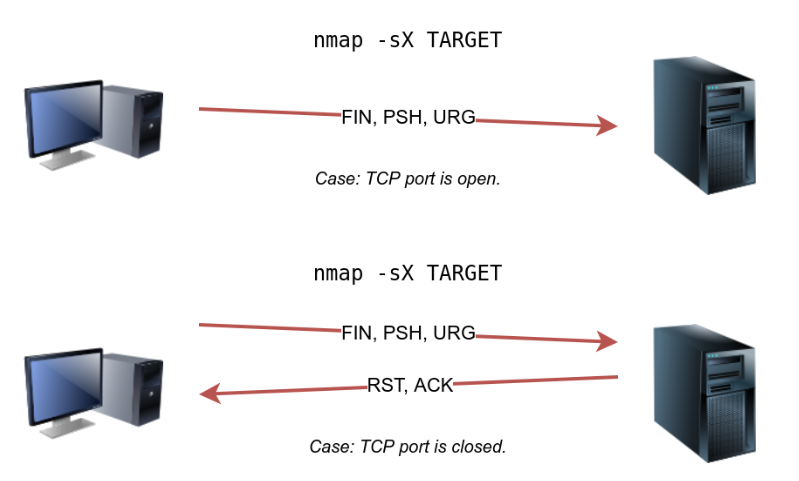 nmap -sX TARGET
FIN, PSH, URG
Case: TCP port is open.
nmap -sX TARGET
FIN, PSH, URG
RST, ACK
Case: TCP port is closed.